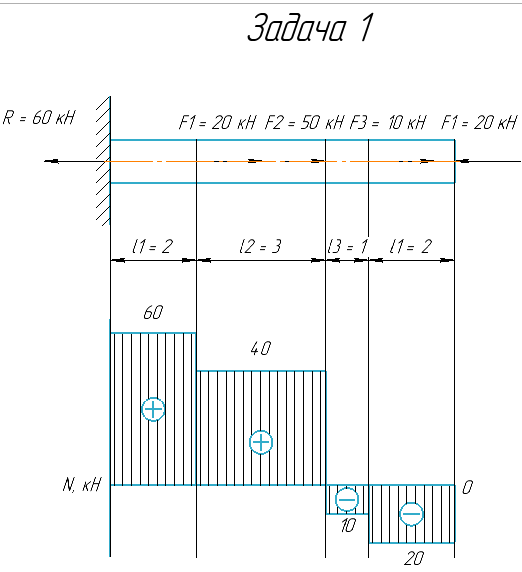 Задача 1
R = 60 кН
F1 = 20 кН F2 = 50 кН F3 = 10 кН F1 = 20 кН
l1 = 2 l2 = 3 l3 = 1 l1 = 2
60
40
+
+
N, кН
0
−
−
10
20